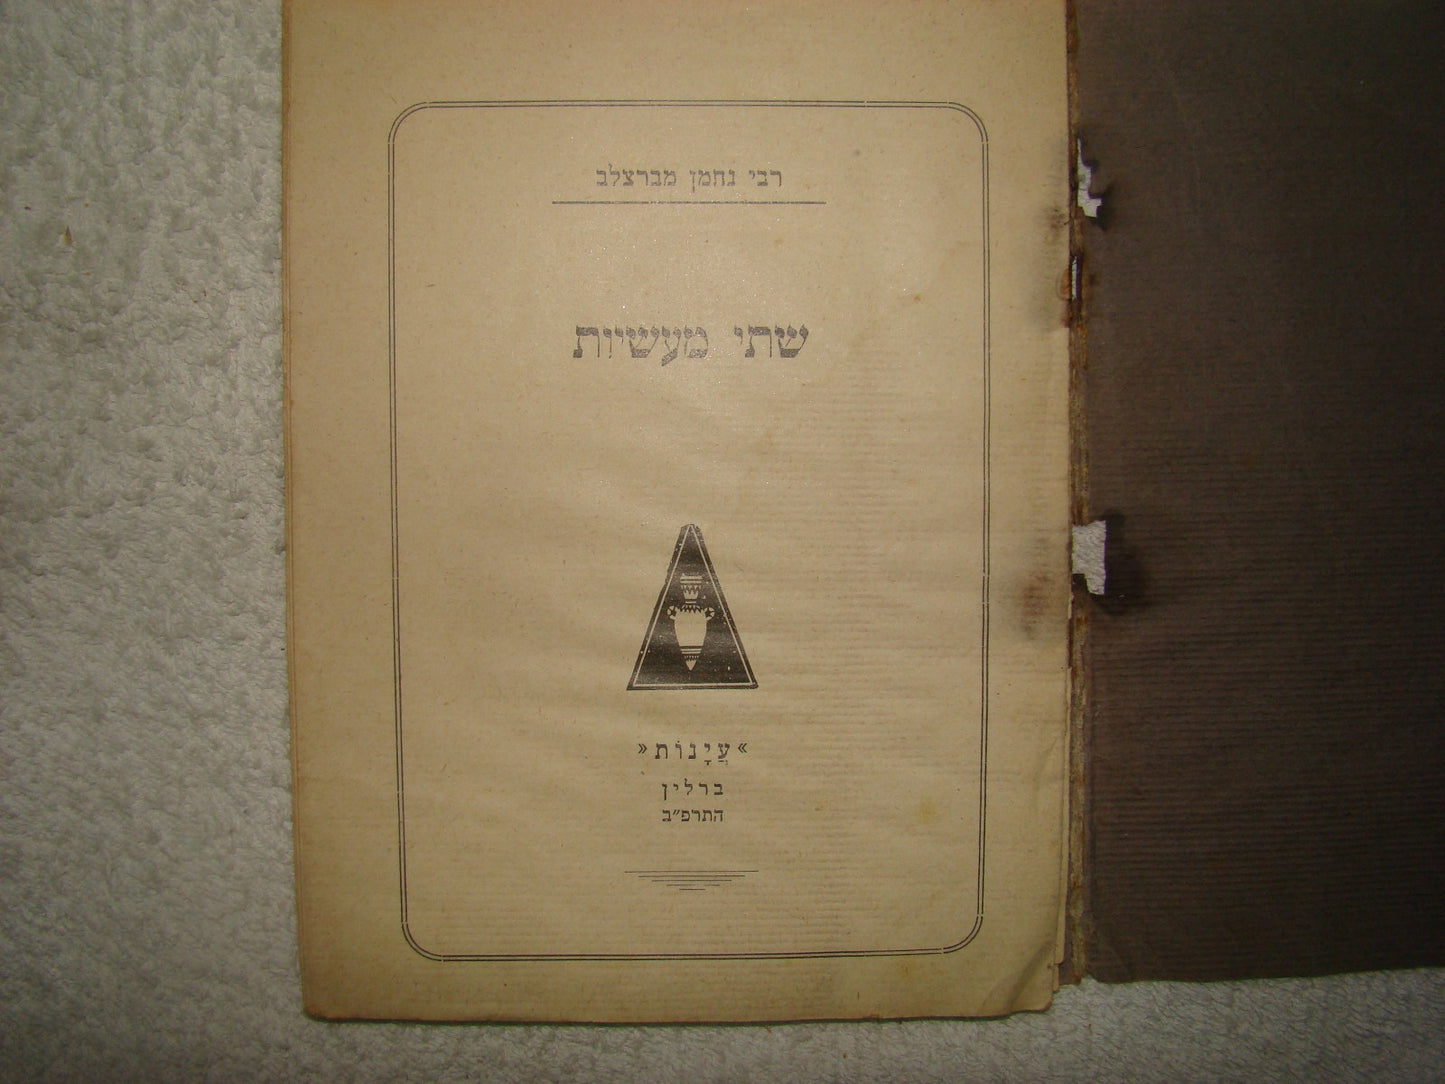 רבי נחמן מברצלב
שתי מעשיות
»עֲיָנוֹת«
ברלין
התרפ״ב